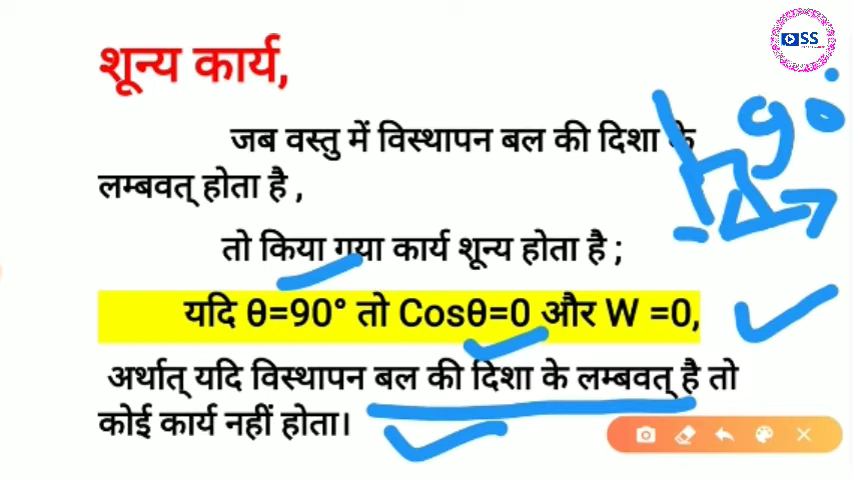 SS
शून्य कार्य,
90°
जब वस्तु में विस्थापन बल की दिशा के
लम्बवत् होता है ,
तो किया गया कार्य शून्य होता है ;
यदि θ=90° तो Cosθ=0 और W =0,
अर्थात् यदि विस्थापन बल की दिशा के लम्बवत् है तो
कोई कार्य नहीं होता।